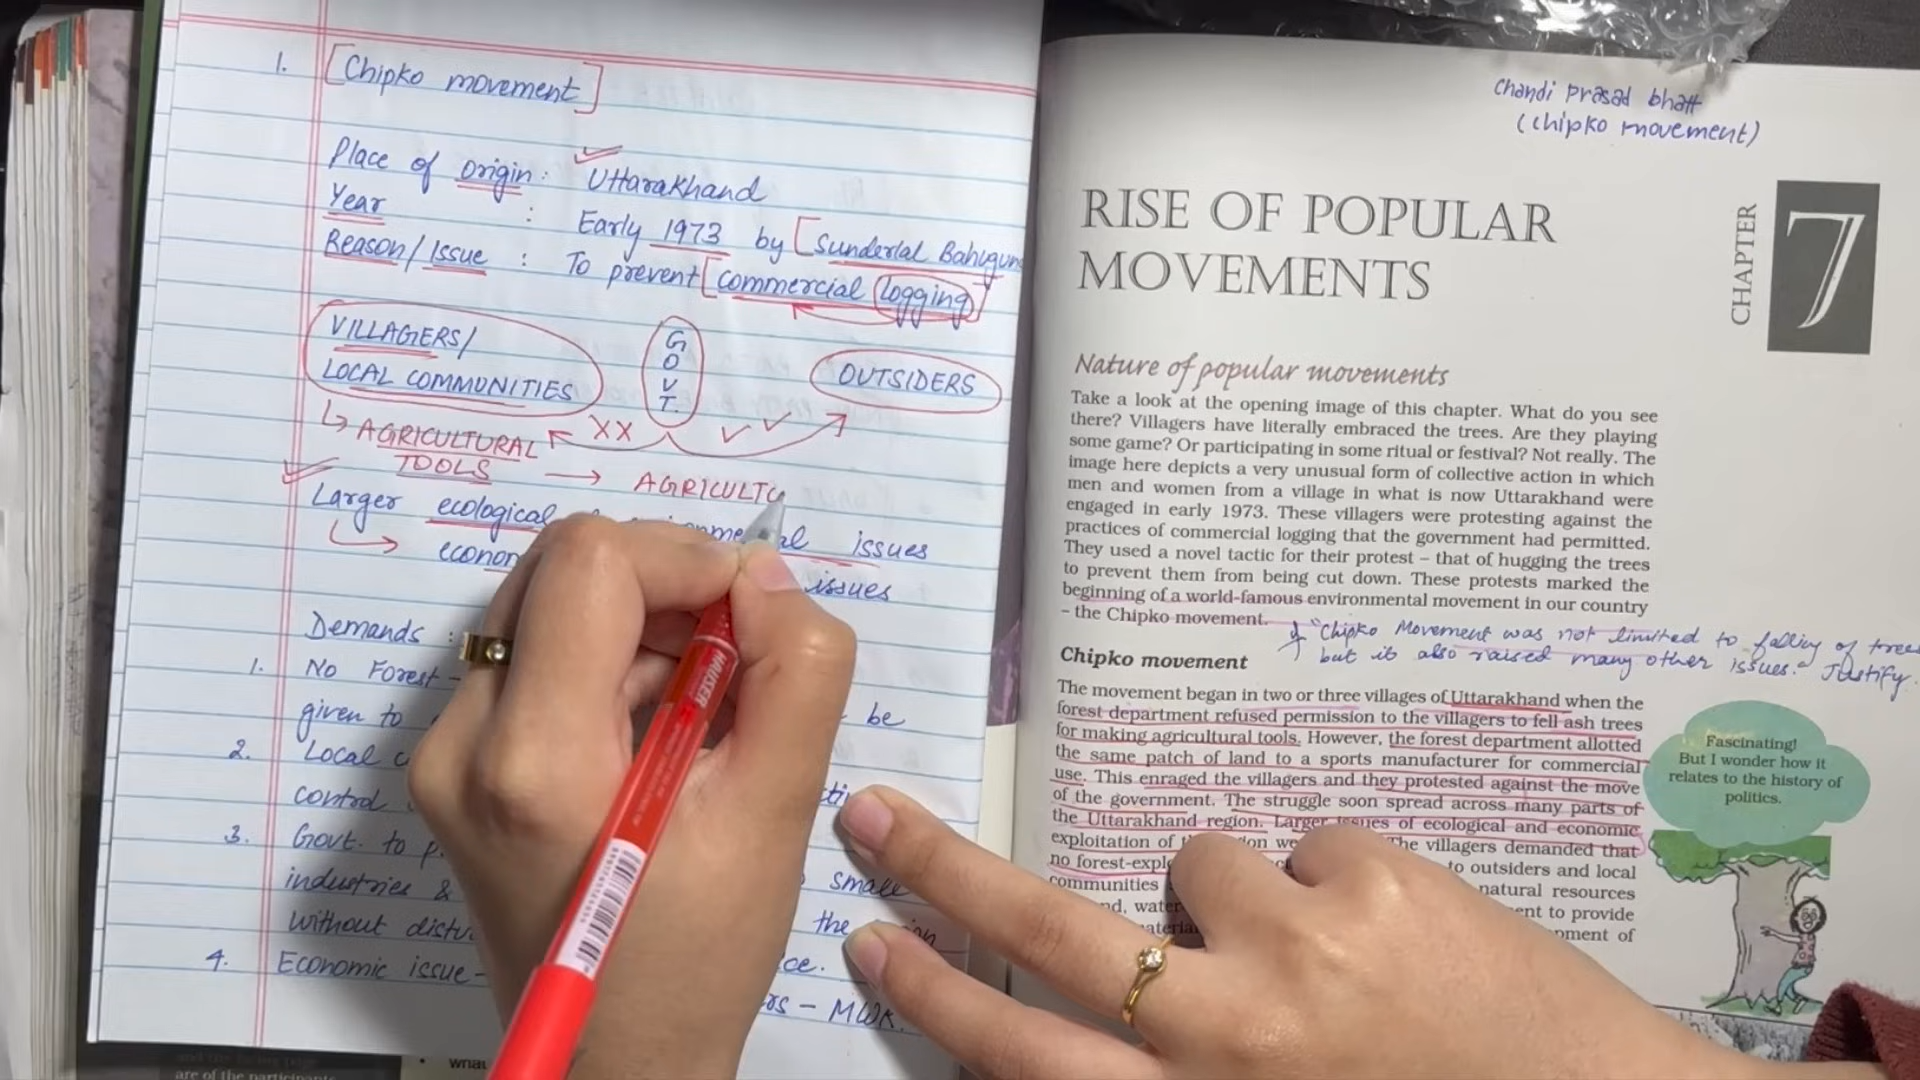 1. [Chipko movement]
Place of origin : Uttarakhand
Year : Early 1973 by [Sunderlal Bahuguna
Reason/Issue : To prevent [commercial logging]
VILLAGERS/
LOCAL COMMUNITIES
GOVT.
OUTSIDERS
AGRICULTURAL
TOOLS
XX
AGRICULTU
Larger ecological issues
issues
Demands :
1. No Forest-
given to be
2. Local
control
3. Govt. to
industries & small
without the
4. Economic issue-
- MWK.
what
are of the
Chandi Prasad bhatt
(Chipko movement)
RISE OF POPULAR
MOVEMENTS
CHAPTER
7
Nature of popular movements
Take a look at the opening image of this chapter. What do you see
there? Villagers have literally embraced the trees. Are they playing
some game? Or participating in some ritual or festival? Not really. The
image here depicts a very unusual form of collective action in which
men and women from a village in what is now Uttarakhand were
engaged in early 1973. These villagers were protesting against the
practices of commercial logging that the government had permitted.
They used a novel tactic for their protest – that of hugging the trees
to prevent them from being cut down. These protests marked the
beginning of a world-famous environmental movement in our country
– the Chipko movement.
"Chipko Movement was not limited to falling of trees
but it also raised many other issues." Justify.
Chipko movement
The movement began in two or three villages of Uttarakhand when the
forest department refused permission to the villagers to fell ash trees
for making agricultural tools. However, the forest department allotted
the same patch of land to a sports manufacturer for commercial
use. This enraged the villagers and they protested against the move
of the government. The struggle soon spread across many parts of
the Uttarakhand region. Larger issues of ecological and economic
exploitation of The villagers demanded that
no to outsiders and local
communities natural resources
to provide
of
Fascinating!
But I wonder how it
relates to the history of
politics.
HAUSER